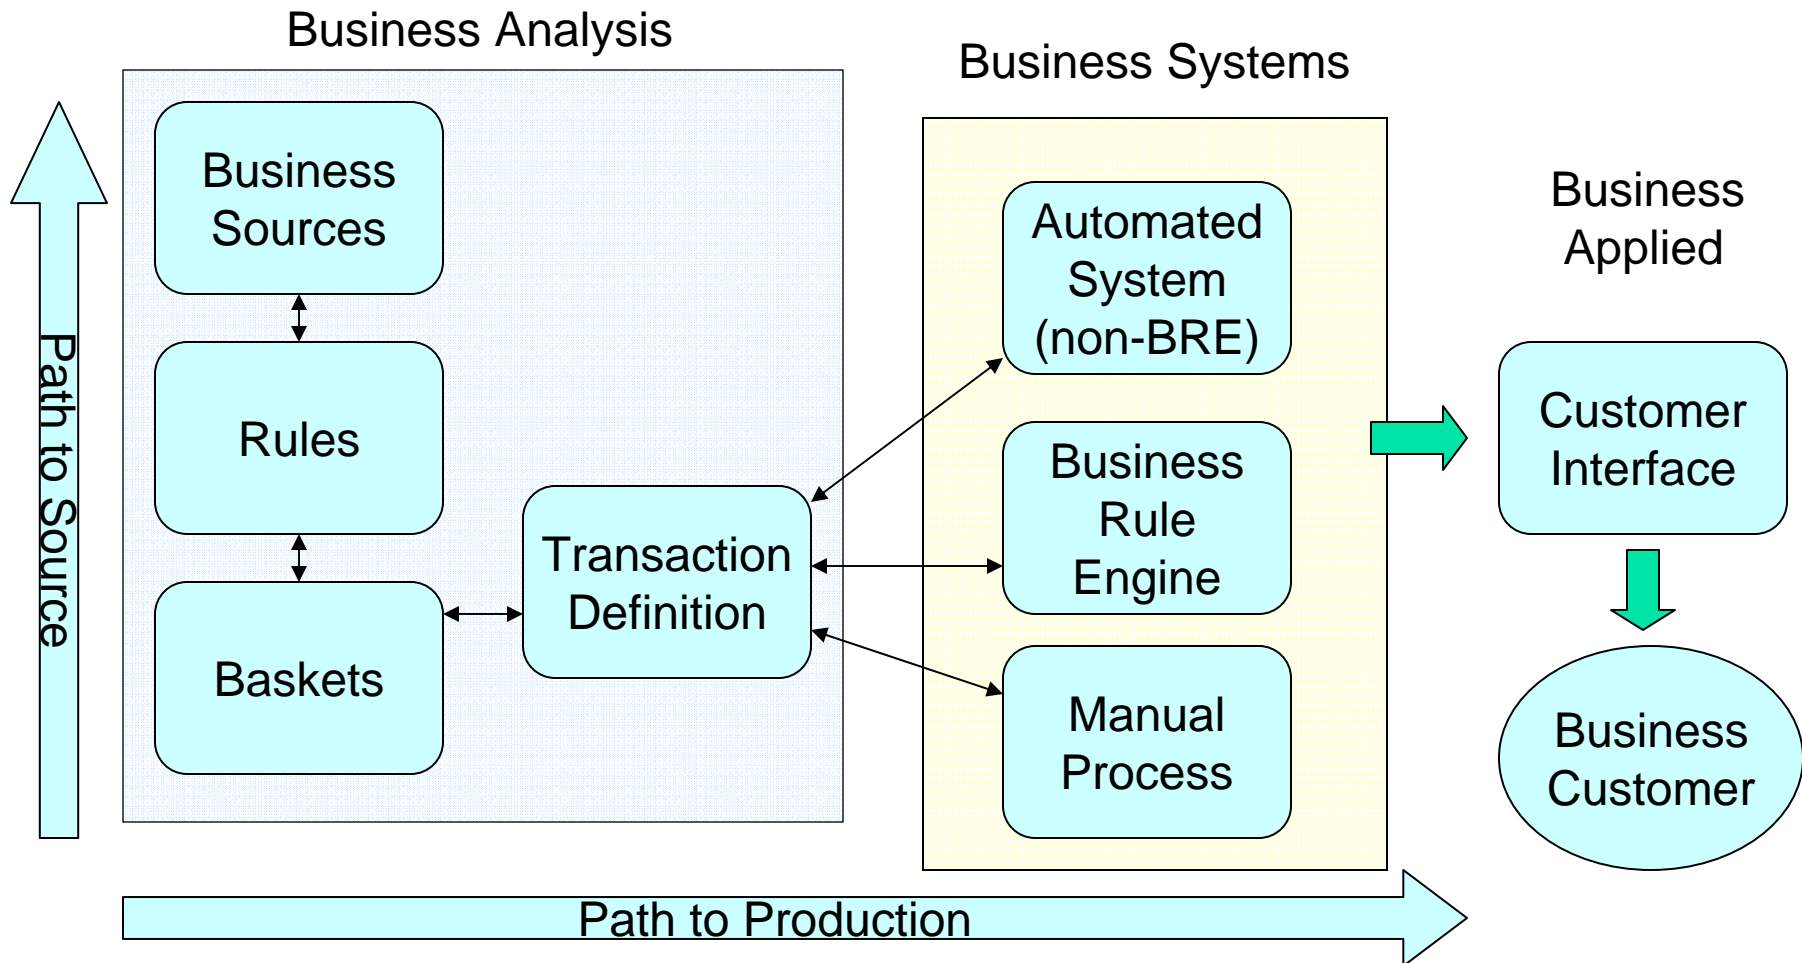 Business Analysis
Business Systems
Business
Applied
Path to Source
Business
Sources
Rules
Baskets
Transaction
Definition
Automated
System
(non-BRE)
Business
Rule
Engine
Manual
Process
Customer
Interface
Business
Customer
Path to Production